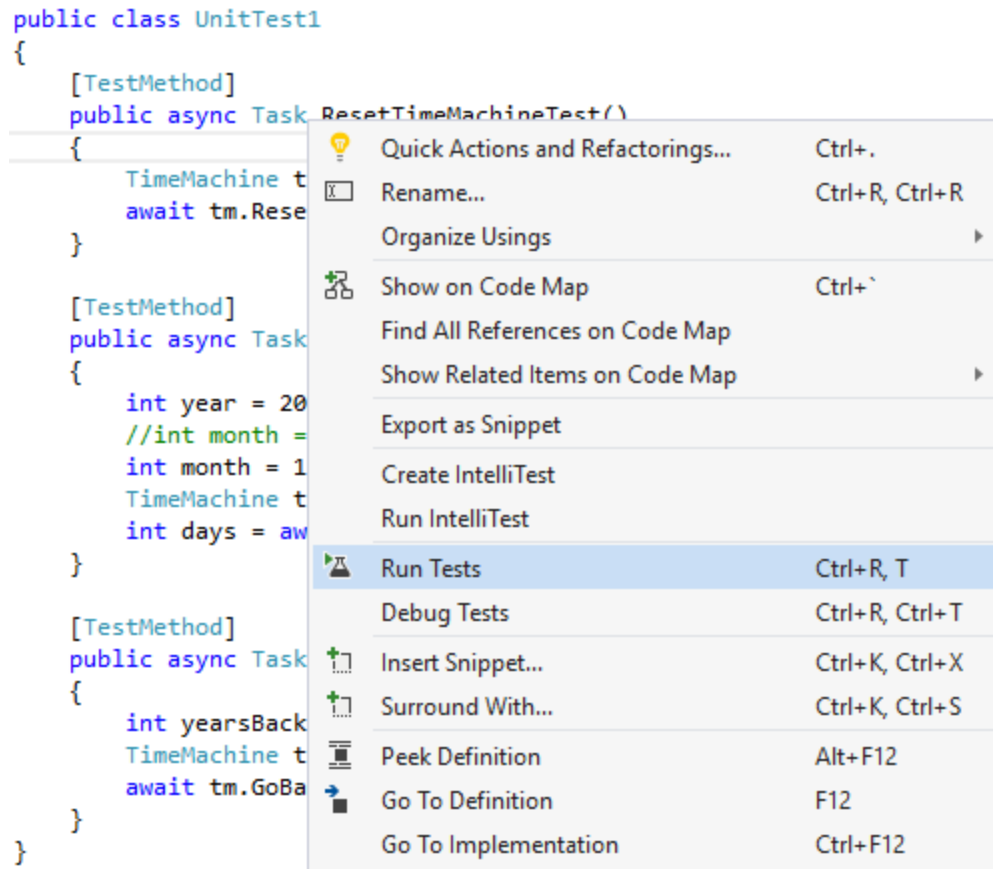 public class UnitTest1
{
[TestMethod]
public async Task ResetTimeMachineTest()
{
TimeMachine t
await tm.Rese
}
[TestMethod]
public async Task
{
int year = 20
//int month =
int month = 1
TimeMachine t
int days = aw
}
[TestMethod]
public async Task
{
int yearsBack
TimeMachine t
await tm.GoBa
}
}
Quick Actions and Refactorings... Ctrl+.
Rename... Ctrl+R, Ctrl+R
Organize Usings
Show on Code Map Ctrl+`
Find All References on Code Map
Show Related Items on Code Map
Export as Snippet
Create IntelliTest
Run IntelliTest
Run Tests Ctrl+R, T
Debug Tests Ctrl+R, Ctrl+T
Insert Snippet... Ctrl+K, Ctrl+X
Surround With... Ctrl+K, Ctrl+S
Peek Definition Alt+F12
Go To Definition F12
Go To Implementation Ctrl+F12